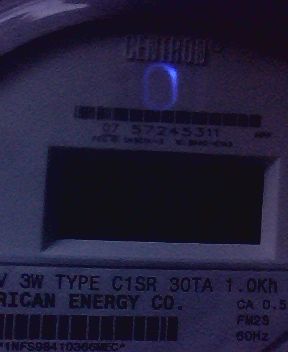 CENTRON
07 57245311
V 3W TYPE C1SR 30TA 1.0Kh
RICAN ENERGY CO.
CA 0.5
FM2S
60Hz